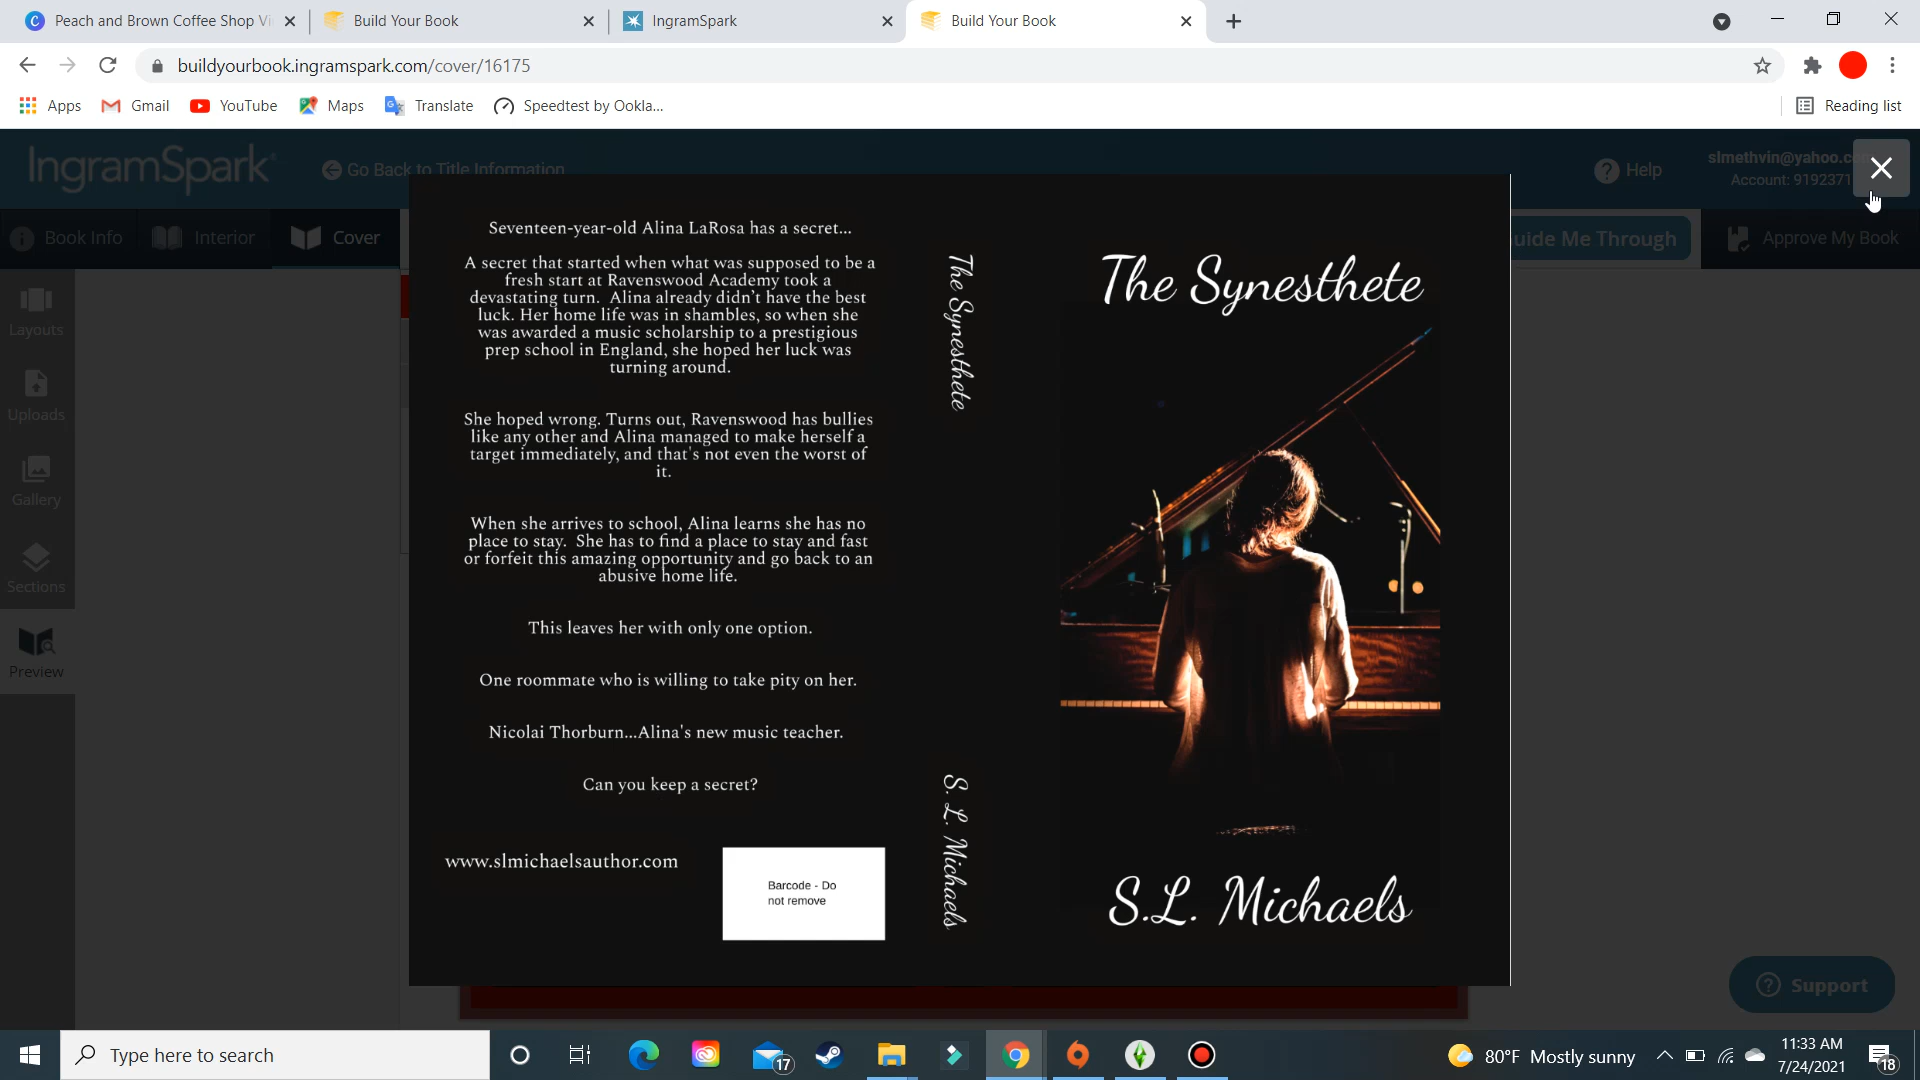 Peach and Brown Coffee Shop Vi
Build Your Book
IngramSpark
Build Your Book
buildyourbook.ingramspark.com/cover/16175
Apps
Gmail
YouTube
Maps
Translate
Speedtest by Ookla...
Reading list
IngramSpark
Go Back to Title Information
Help
slmethvin@yahoo.c
Account: 9192371
Book Info
Interior
Cover
uide Me Through
Approve My Book
Layouts
Uploads
Gallery
Sections
Preview
Seventeen-year-old Alina LaRosa has a secret...
A secret that started when what was supposed to be a
fresh start at Ravenswood Academy took a
devastating turn. Alina already didn't have the best
luck. Her home life was in shambles, so when she
was awarded a music scholarship to a prestigious
prep school in England, she hoped her luck was
turning around.
She hoped wrong. Turns out, Ravenswood has bullies
like any other and Alina managed to make herself a
target immediately, and that's not even the worst of
it.
When she arrives to school, Alina learns she has no
place to stay. She has to find a place to stay and fast
or forfeit this amazing opportunity and go back to an
abusive home life.
This leaves her with only one option.
One roommate who is willing to take pity on her.
Nicolai Thorburn...Alina's new music teacher.
Can you keep a secret?
www.slmichaelsauthor.com
Barcode - Do
not remove
The Synesthete
S. L. Michaels
The Synesthete
S.L. Michaels
Support
Type here to search
17
80°F Mostly sunny
11:33 AM
7/24/2021
18